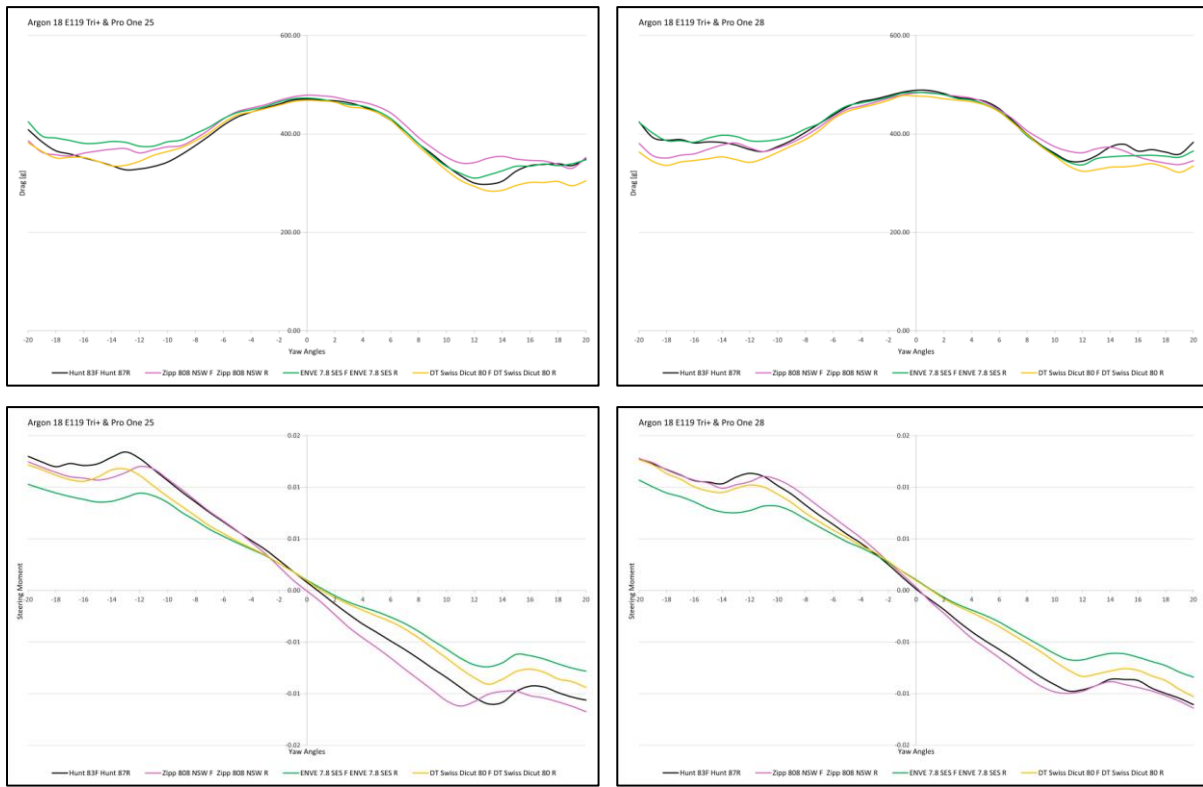 Argon 18 E119 Tri+ & Pro One 25
600.00
400.00
200.00
0.00
Drag [g]
-20 -18 -16 -14 -12 -10 -8 -6 -4 -2 0 2 4 6 8 10 12 14 16 18 20
Yaw Angles
Hunt 83F Hunt 87R Zipp 808 NSW F Zipp 808 NSW R ENVE 7.8 SES F ENVE 7.8 SES R DT Swiss Dicut 80 F DT Swiss Dicut 80 R
Argon 18 E119 Tri+ & Pro One 28
600.00
400.00
200.00
0.00
Drag [g]
-20 -18 -16 -14 -12 -10 -8 -6 -4 -2 0 2 4 6 8 10 12 14 16 18 20
Yaw Angles
Hunt 83F Hunt 87R Zipp 808 NSW F Zipp 808 NSW R ENVE 7.8 SES F ENVE 7.8 SES R DT Swiss Dicut 80 F DT Swiss Dicut 80 R
Argon 18 E119 Tri+ & Pro One 25
0.02
0.01
0.01
0.00
-20 -18 -16 -14 -12 -10 -8 -6 -4 -2 0 2 4 6 8 10 12 14 16 18 20
Steering Moment
-0.01
-0.01
-0.02
Yaw Angles
Hunt 83F Hunt 87R Zipp 808 NSW F Zipp 808 NSW R ENVE 7.8 SES F ENVE 7.8 SES R DT Swiss Dicut 80 F DT Swiss Dicut 80 R
Argon 18 E119 Tri+ & Pro One 28
0.02
0.01
0.01
0.00
-20 -18 -16 -14 -12 -10 -8 -6 -4 -2 0 2 4 6 8 10 12 14 16 18 20
Steering Moment
-0.01
-0.01
-0.02
Yaw Angles
Hunt 83F Hunt 87R Zipp 808 NSW F Zipp 808 NSW R ENVE 7.8 SES F ENVE 7.8 SES R DT Swiss Dicut 80 F DT Swiss Dicut 80 R